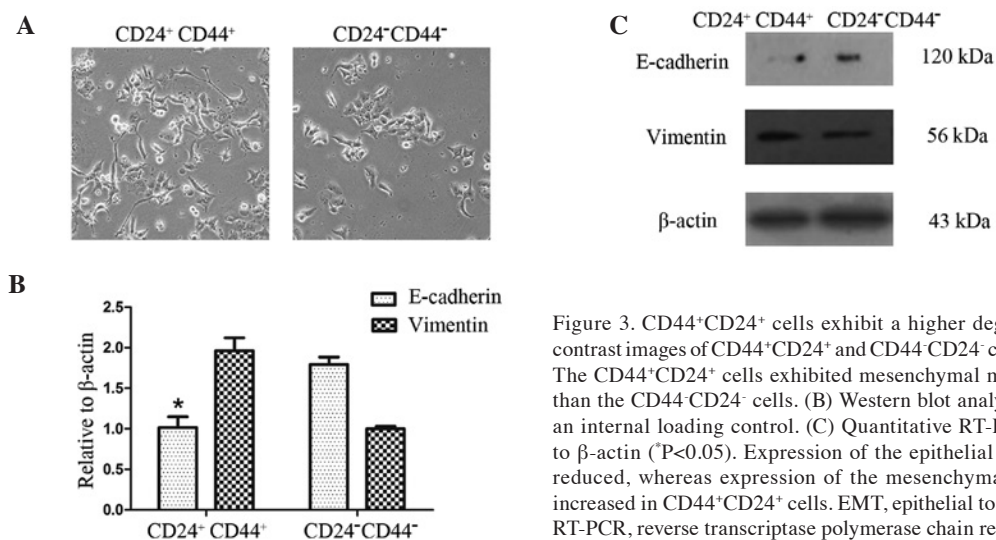 A
CD24⁺ CD44⁺
CD24⁻CD44⁻
B
E-cadherin
Vimentin
Relative to β-actin
2.5
2.0
1.5
1.0
0.5
0.0
*
CD24⁺ CD44⁺
CD24⁻CD44⁻
C
CD24⁺ CD44⁺
CD24⁻CD44⁻
E-cadherin
120 kDa
Vimentin
56 kDa
β-actin
43 kDa
Figure 3. CD44⁺CD24⁺ cells exhibit a higher deg
contrast images of CD44⁺CD24⁺ and CD44⁻CD24⁻ c
The CD44⁺CD24⁺ cells exhibited mesenchymal m
than the CD44⁻CD24⁻ cells. (B) Western blot analy
an internal loading control. (C) Quantitative RT-
to β-actin (*P<0.05). Expression of the epithelial
reduced, whereas expression of the mesenchyma
increased in CD44⁺CD24⁺ cells. EMT, epithelial to
RT-PCR, reverse transcriptase polymerase chain re